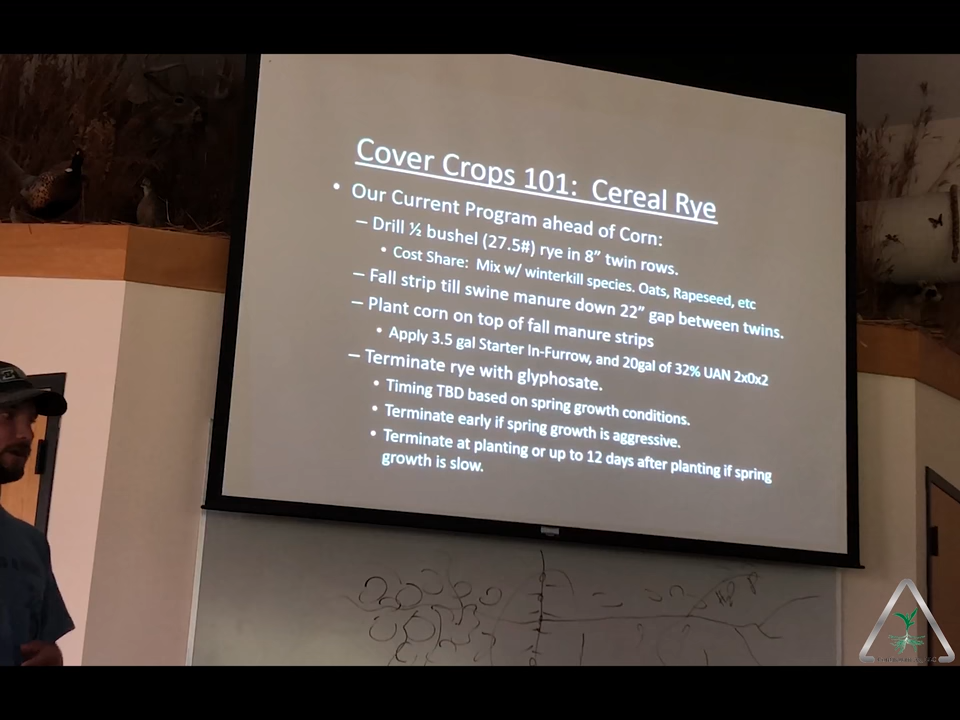 Cover Crops 101: Cereal Rye
• Our Current Program ahead of Corn:
– Drill ½ bushel (27.5#) rye in 8” twin rows.
• Cost Share: Mix w/ winterkill species. Oats, Rapeseed, etc
– Fall strip till swine manure down 22” gap between twins.
– Plant corn on top of fall manure strips
• Apply 3.5 gal Starter In-Furrow, and 20gal of 32% UAN 2x0x2
– Terminate rye with glyphosate.
• Timing TBD based on spring growth conditions.
• Terminate early if spring growth is aggressive.
• Terminate at planting or up to 12 days after planting if spring
growth is slow.